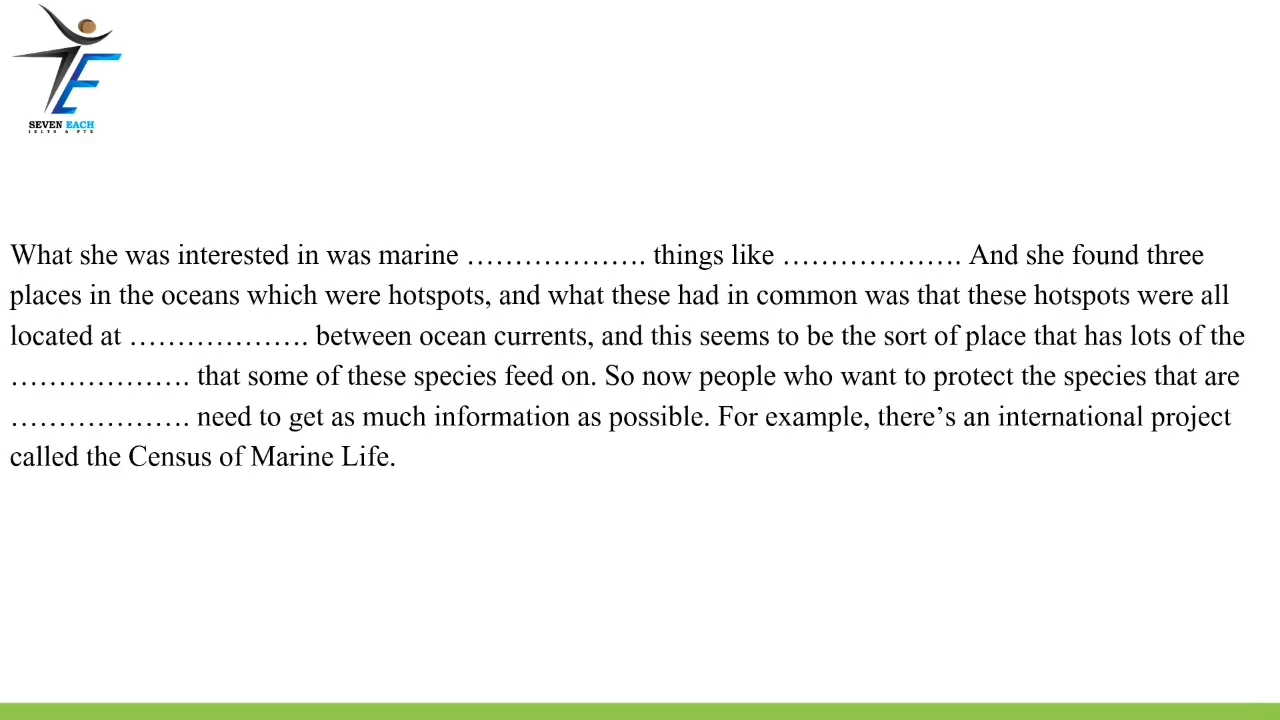 SEVEN EACH
IELTS & PTE
What she was interested in was marine ………………. things like ………………. And she found three
places in the oceans which were hotspots, and what these had in common was that these hotspots were all
located at ………………. between ocean currents, and this seems to be the sort of place that has lots of the
………………. that some of these species feed on. So now people who want to protect the species that are
………………. need to get as much information as possible. For example, there’s an international project
called the Census of Marine Life.